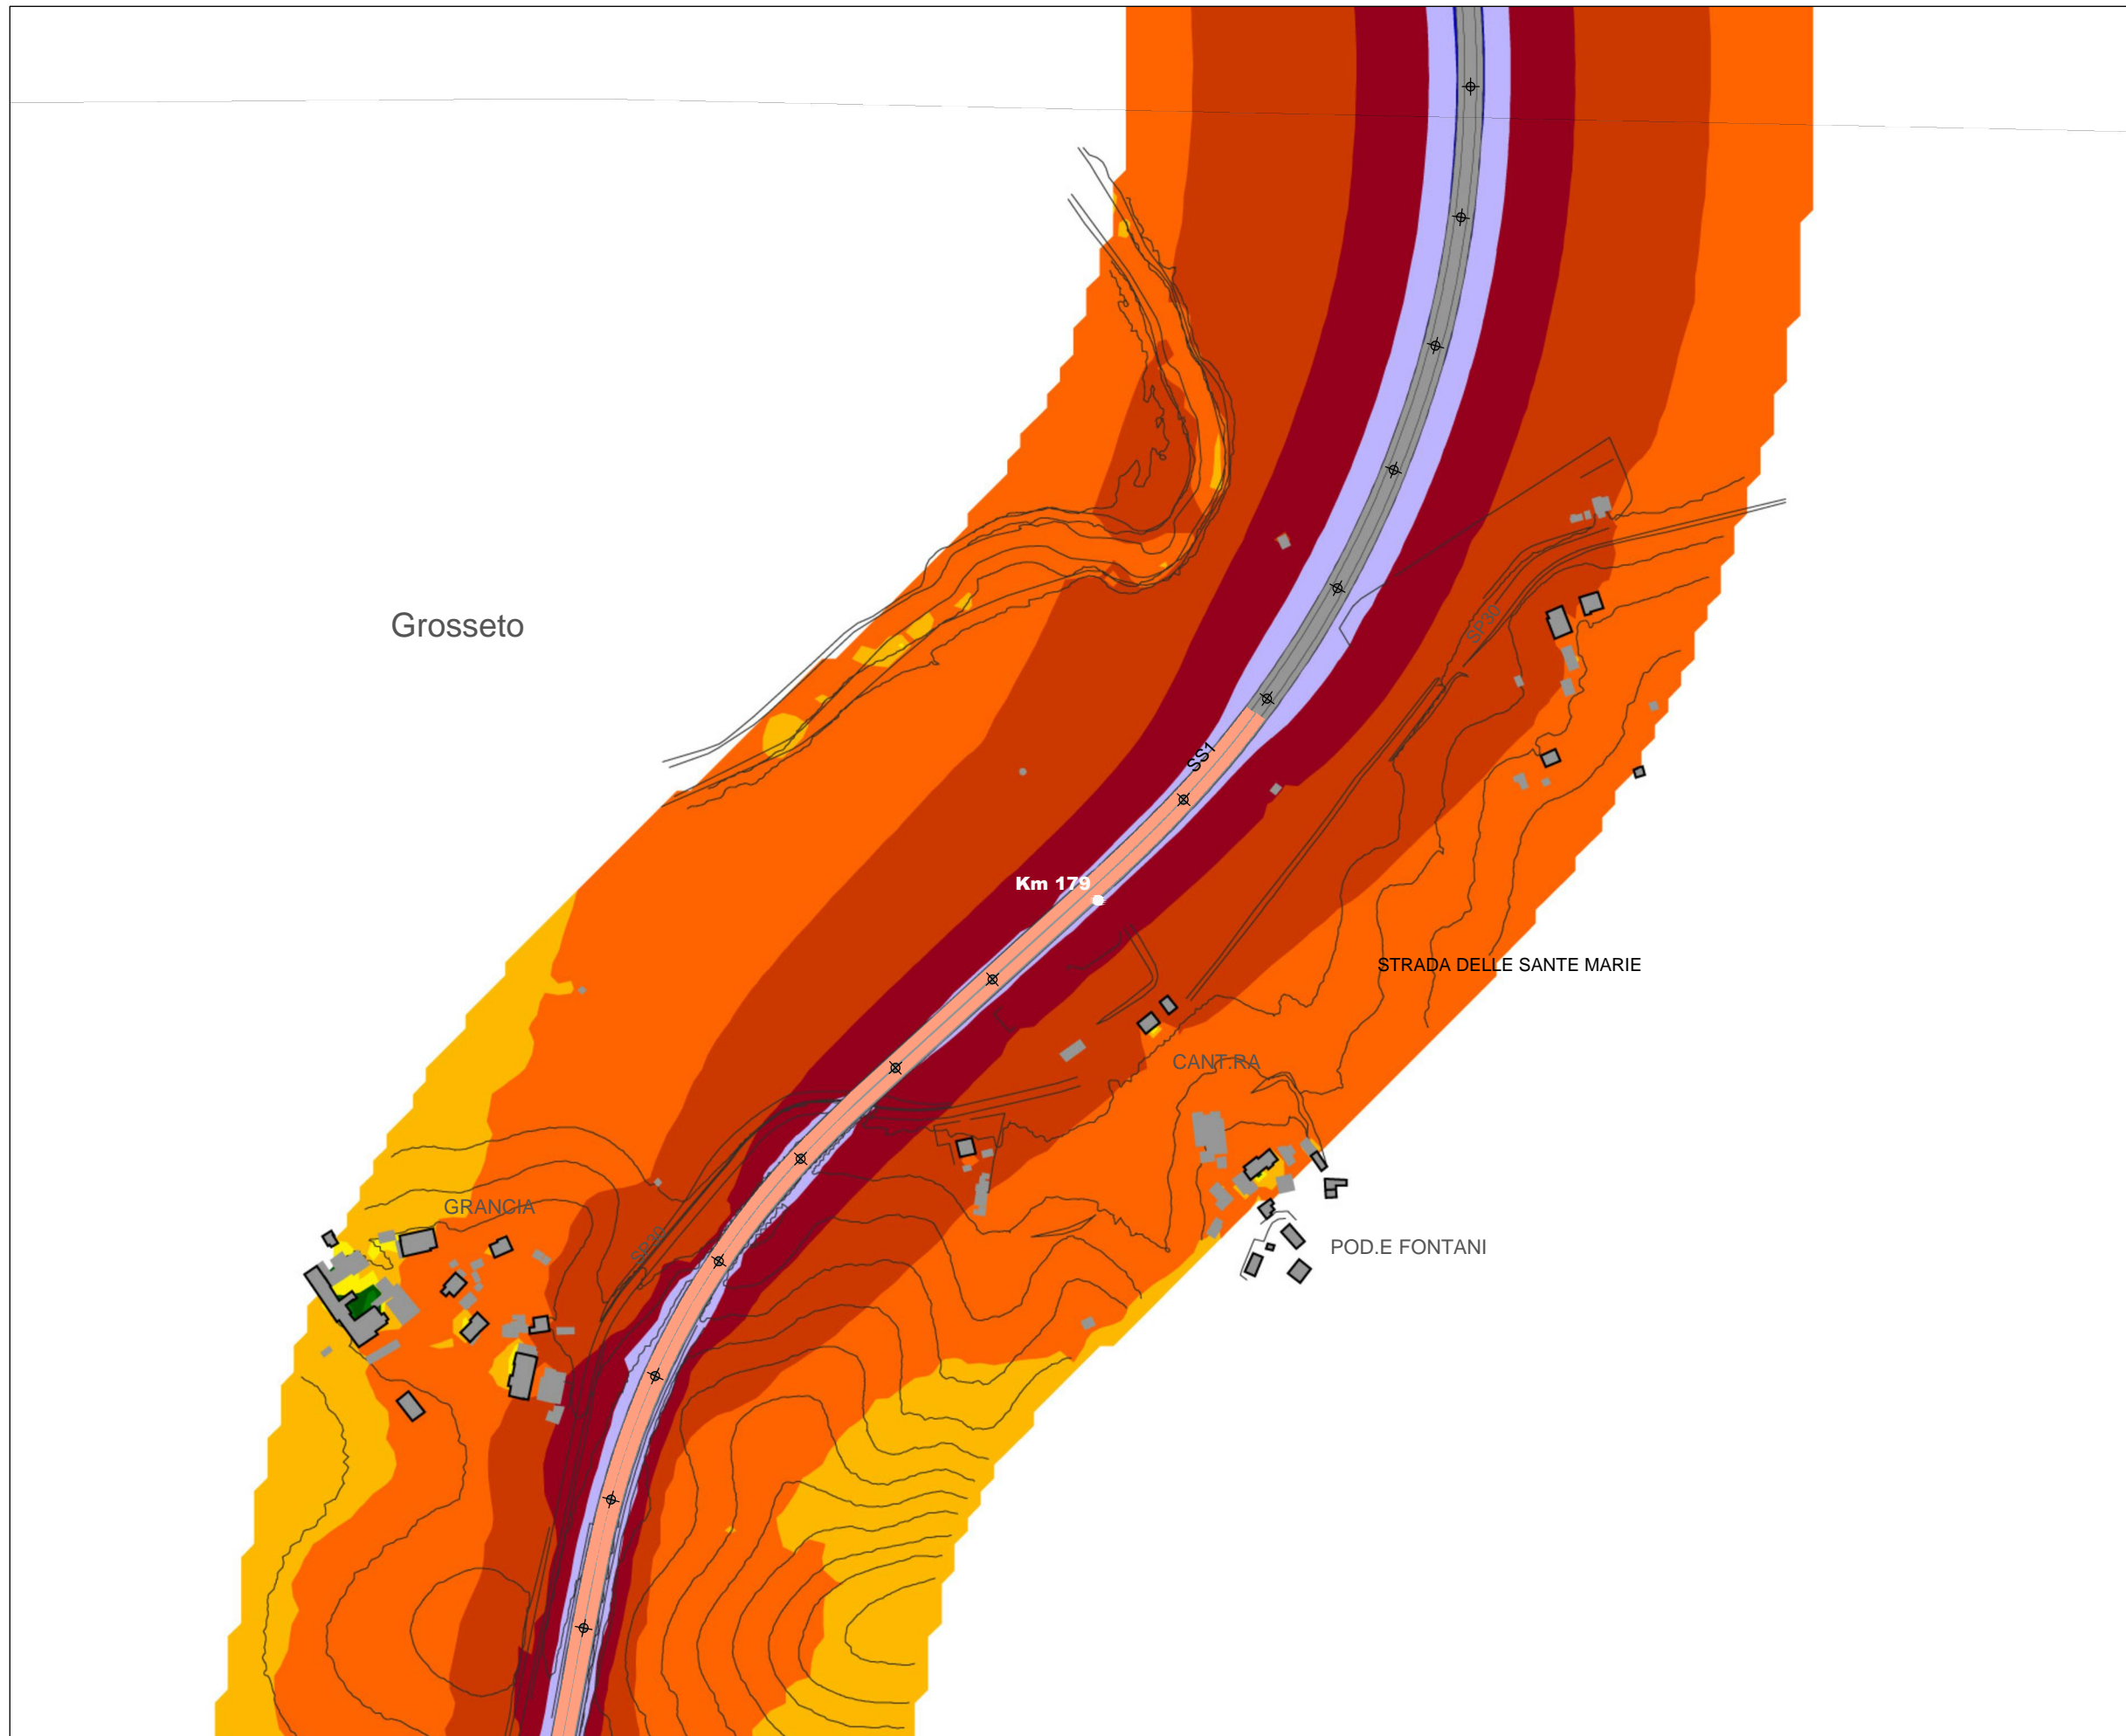 Grosseto
SP30
SS1
Km 179
STRADA DELLE SANTE MARIE
CANT.RA
GRANCIA
SP30
POD.E FONTANI